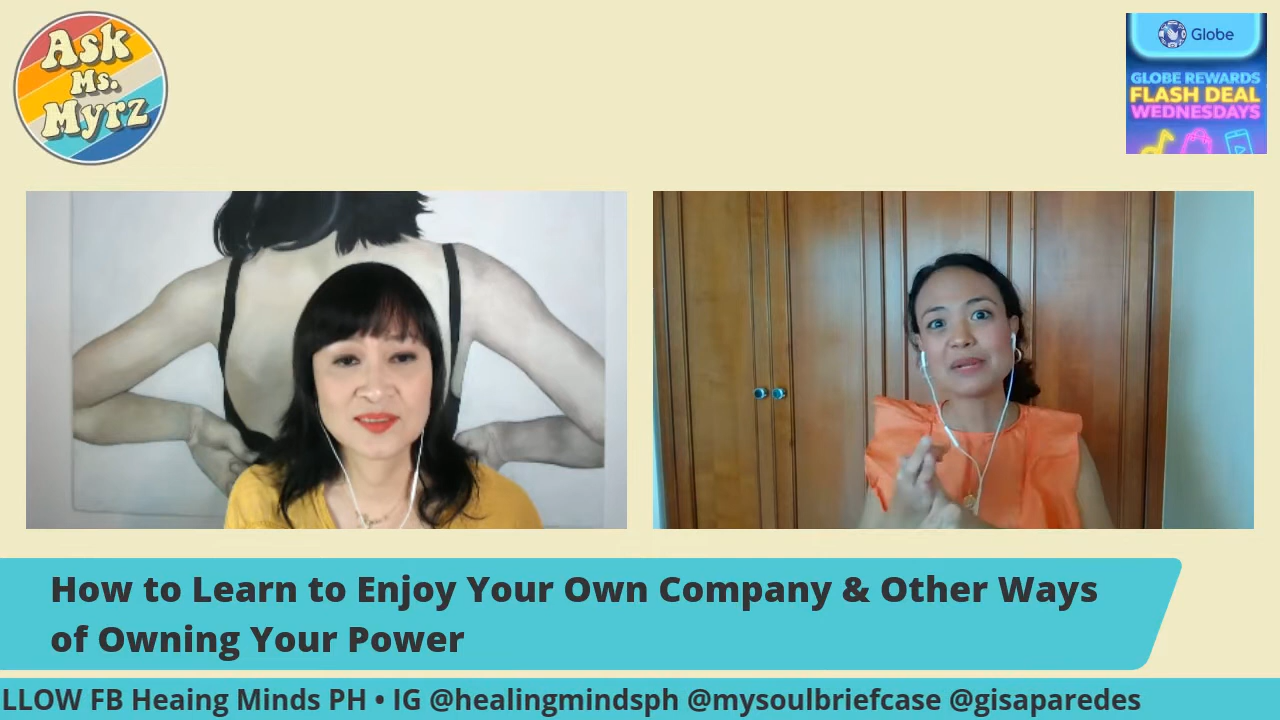 Ask
Ms.
Myrz
Globe
GLOBE REWARDS
FLASH DEAL
WEDNESDAYS
How to Learn to Enjoy Your Own Company & Other Ways
of Owning Your Power
LLOW FB Heaing Minds PH • IG @healingmindsph @mysoulbriefcase @gisaparedes